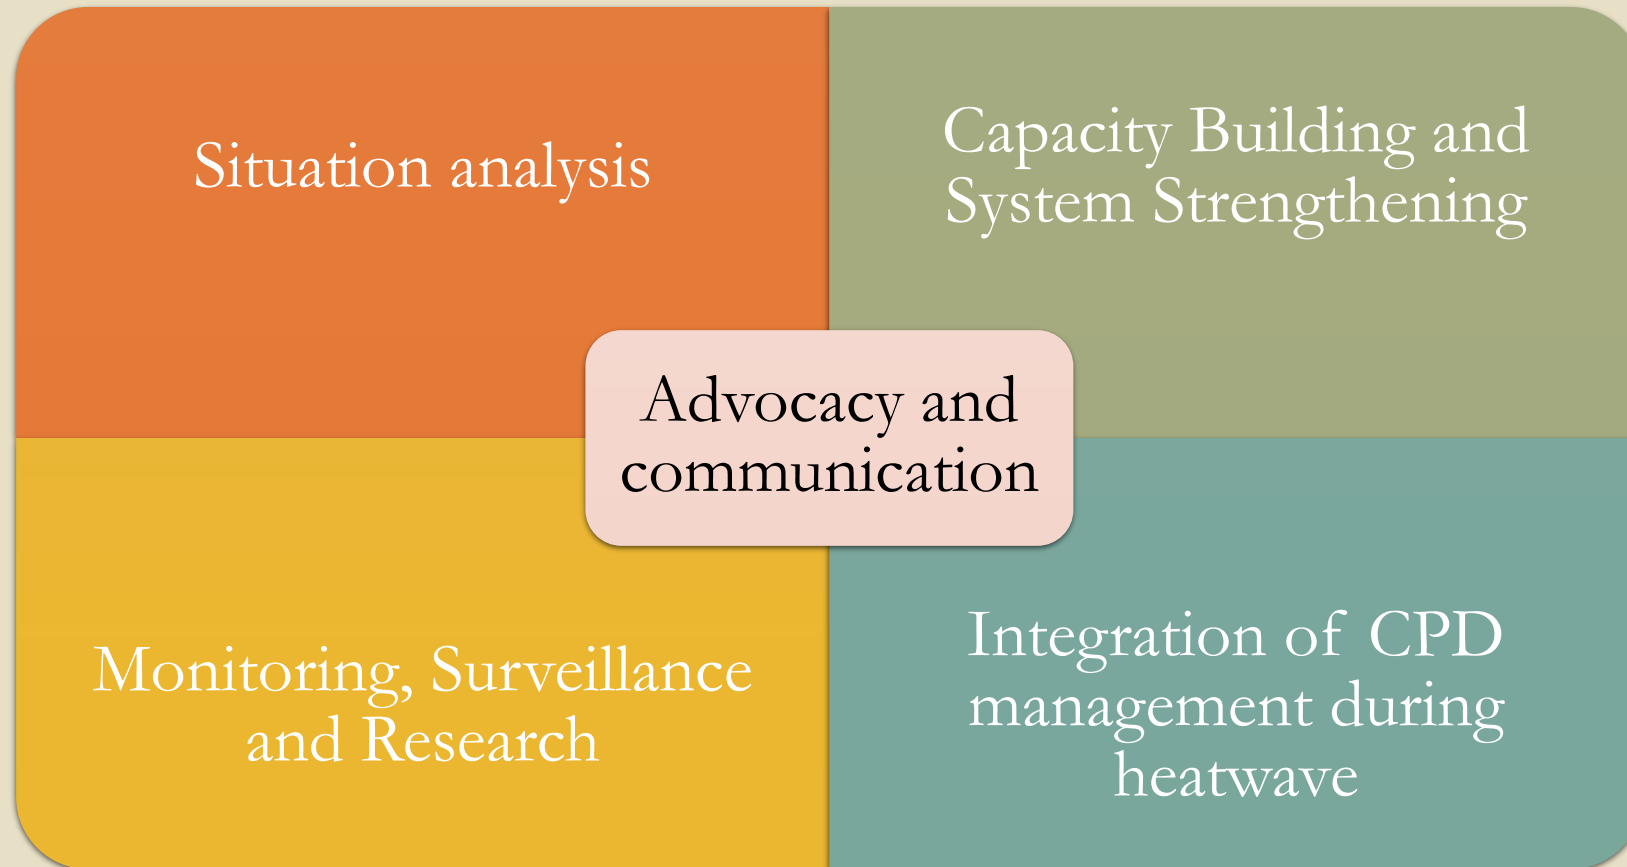 Situation analysis
Capacity Building and
System Strengthening
Advocacy and
communication
Monitoring, Surveillance
and Research
Integration of CPD
management during
heatwave